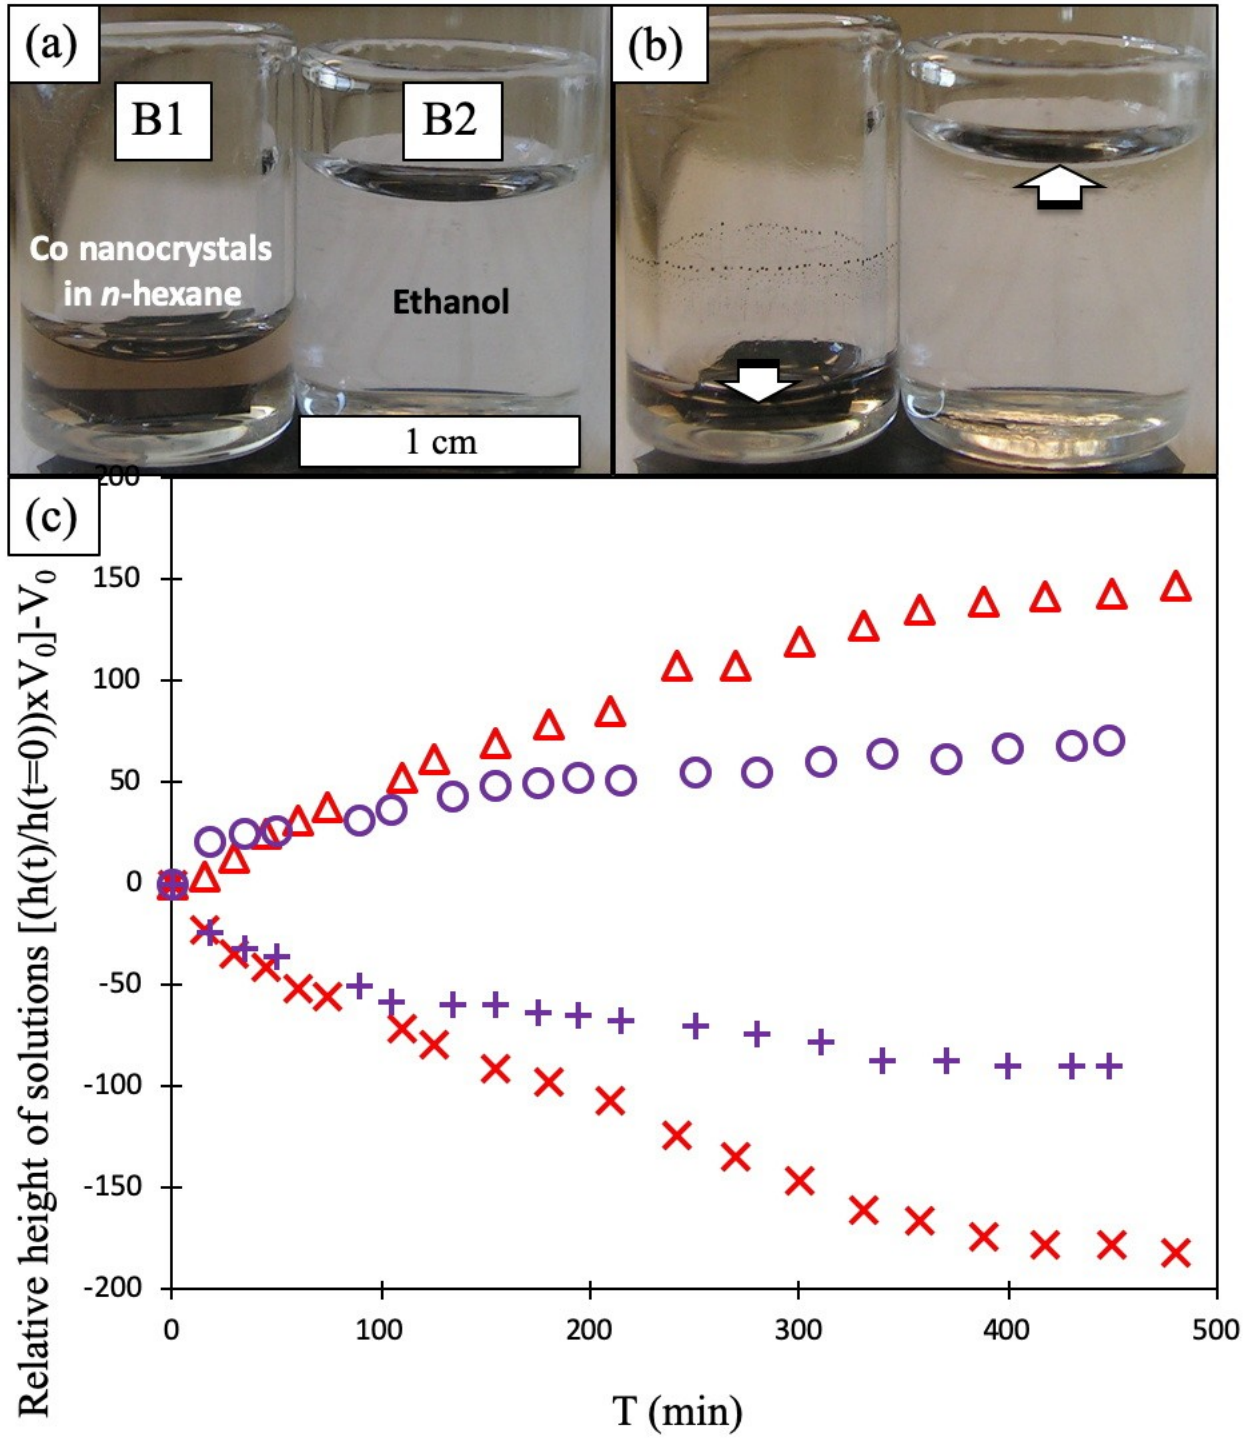 (a)
B1
B2
Co nanocrystals
in n-hexane
Ethanol
1 cm
(b)
(c)
Relative height of solutions [(h(t)/h(t=0))xV₀]-V₀
200
150
100
50
0
-50
-100
-150
-200
0 100 200 300 400 500
T (min)